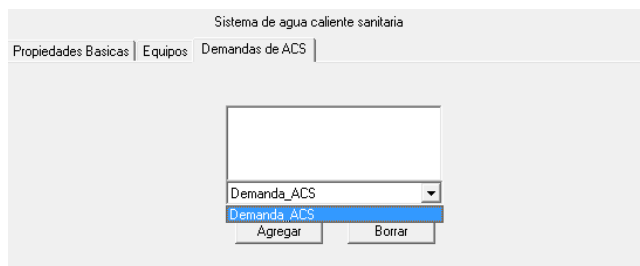 Sistema de agua caliente sanitaria
Propiedades Basicas Equipos Demandas de ACS
Demanda_ACS
Demanda_ACS
Agregar Borrar